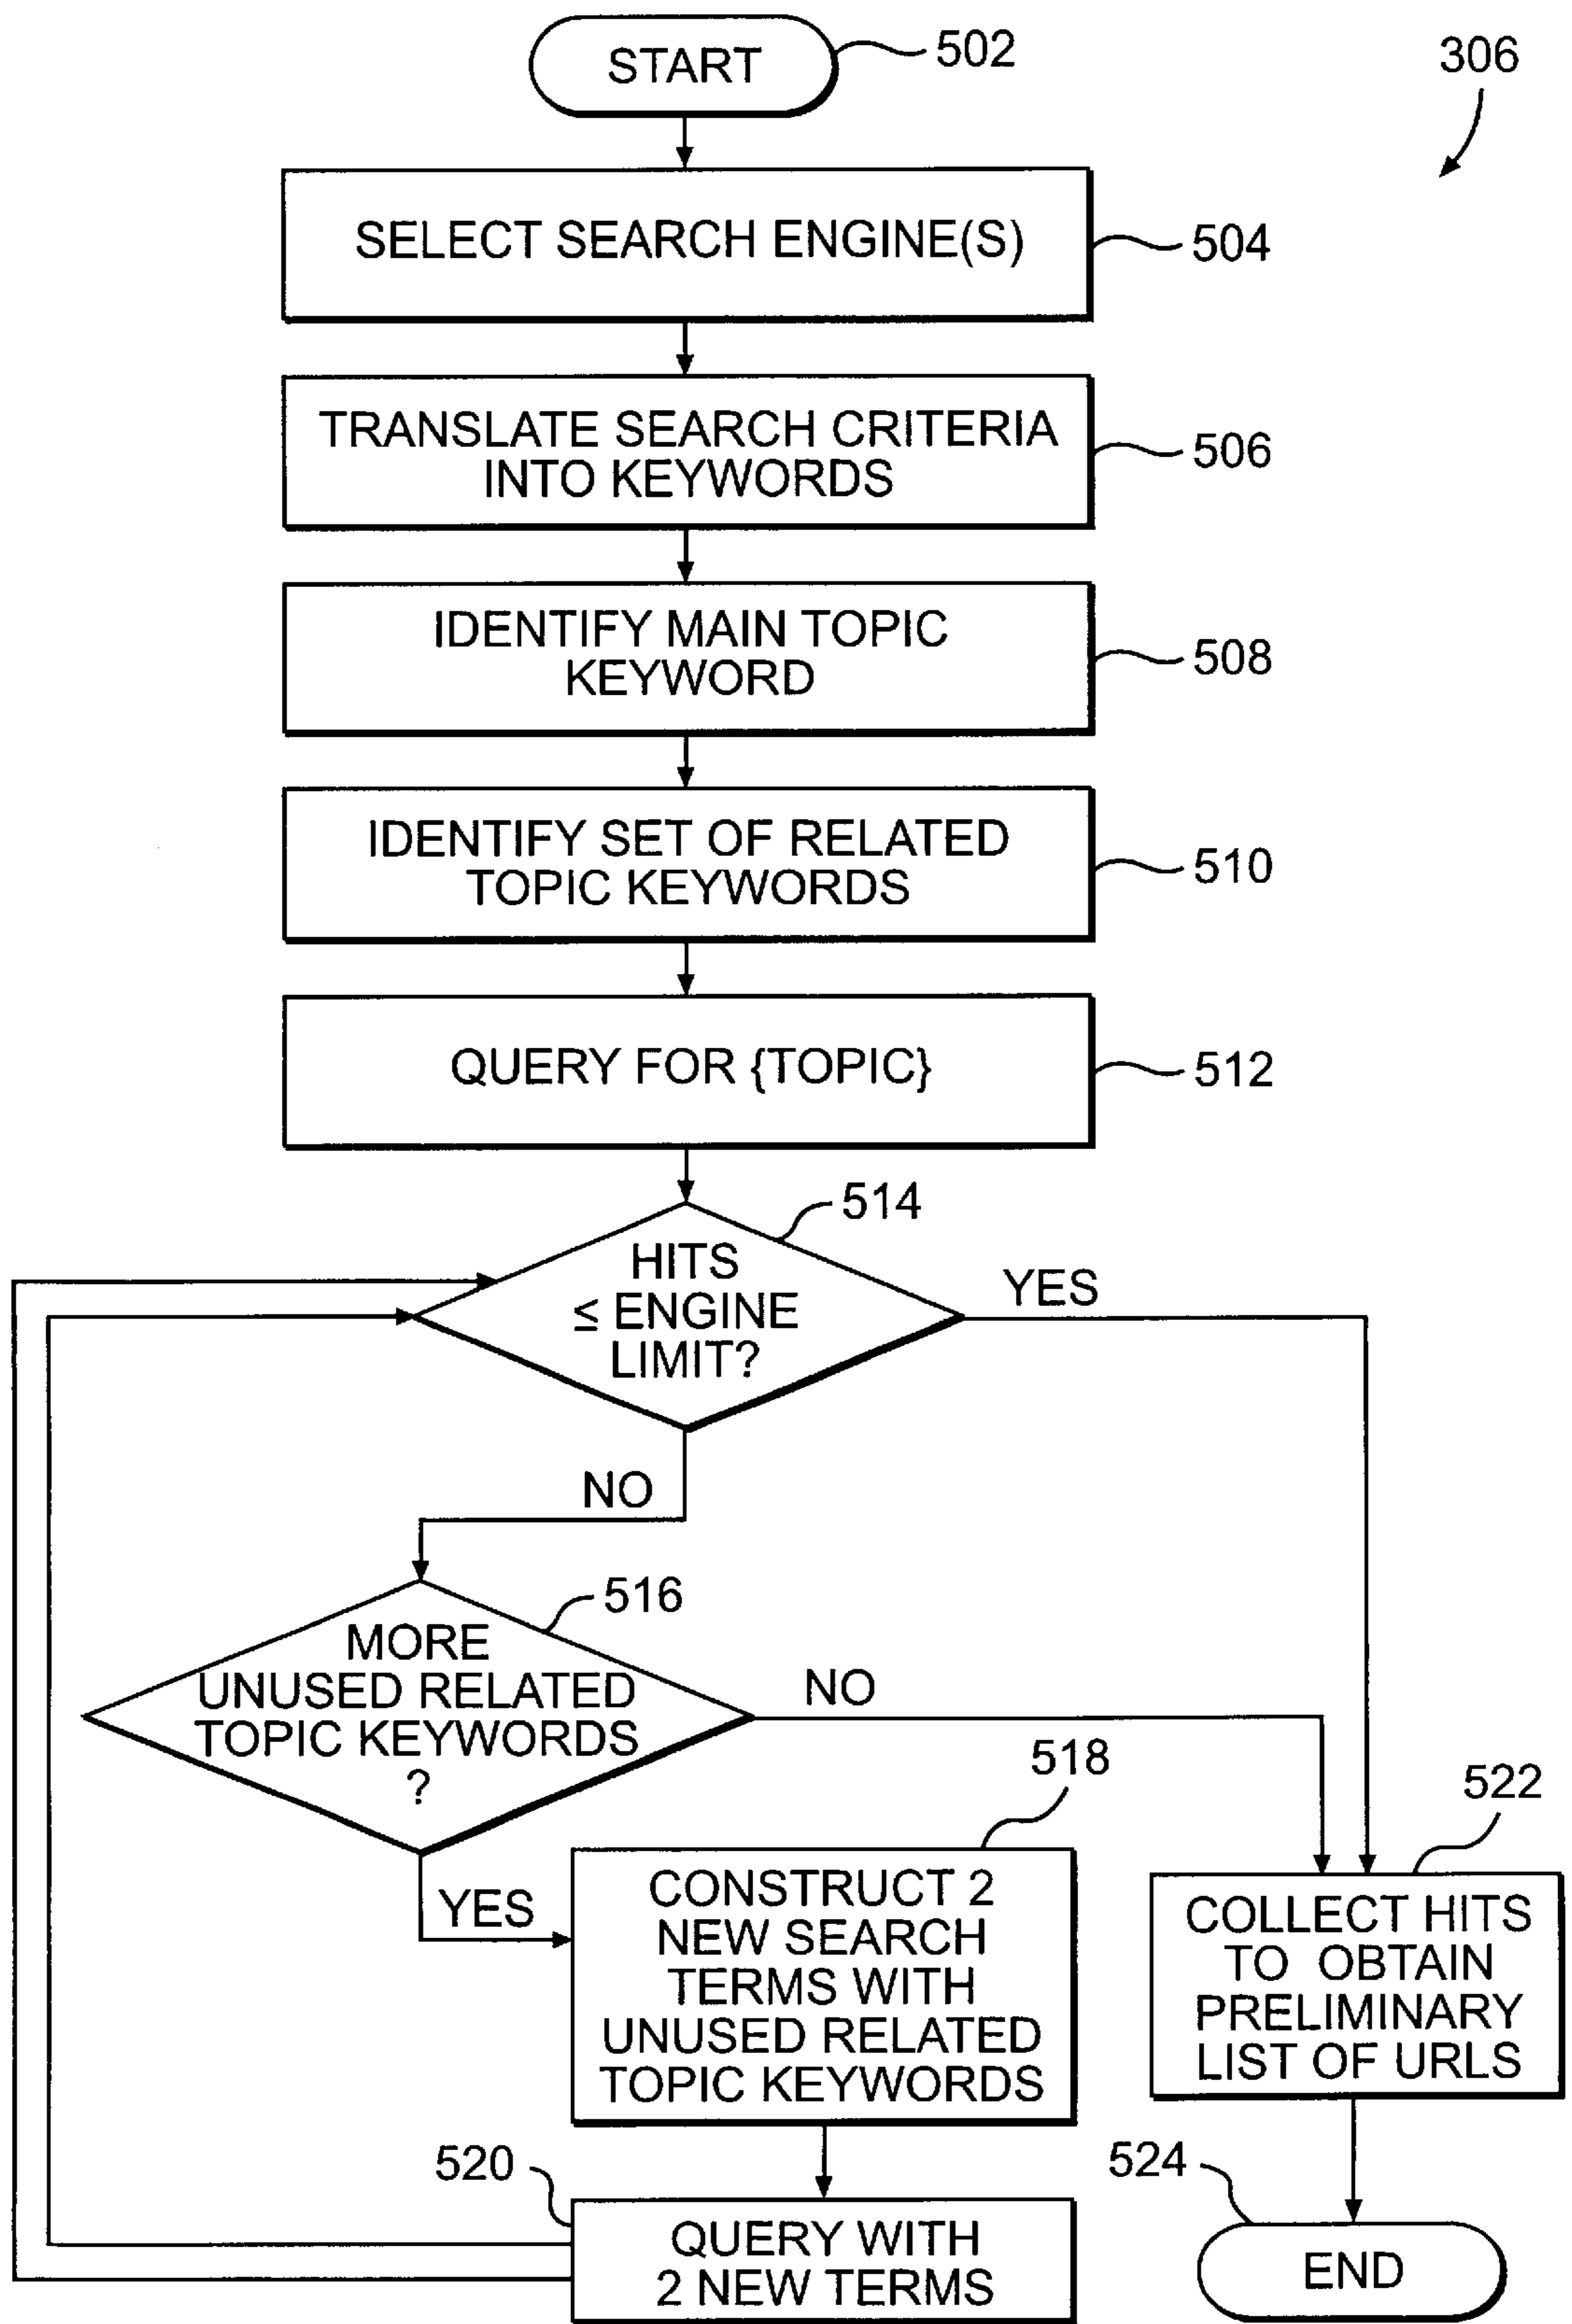 START
502
306
SELECT SEARCH ENGINE(S)
504
TRANSLATE SEARCH CRITERIA
INTO KEYWORDS
506
IDENTIFY MAIN TOPIC
KEYWORD
508
IDENTIFY SET OF RELATED
TOPIC KEYWORDS
510
QUERY FOR {TOPIC}
512
514
HITS
≤ ENGINE
LIMIT?
YES
NO
516
MORE
UNUSED RELATED
TOPIC KEYWORDS
?
NO
YES
518
CONSTRUCT 2
NEW SEARCH
TERMS WITH
UNUSED RELATED
TOPIC KEYWORDS
522
COLLECT HITS
TO OBTAIN
PRELIMINARY
LIST OF URLS
520
QUERY WITH
2 NEW TERMS
524
END